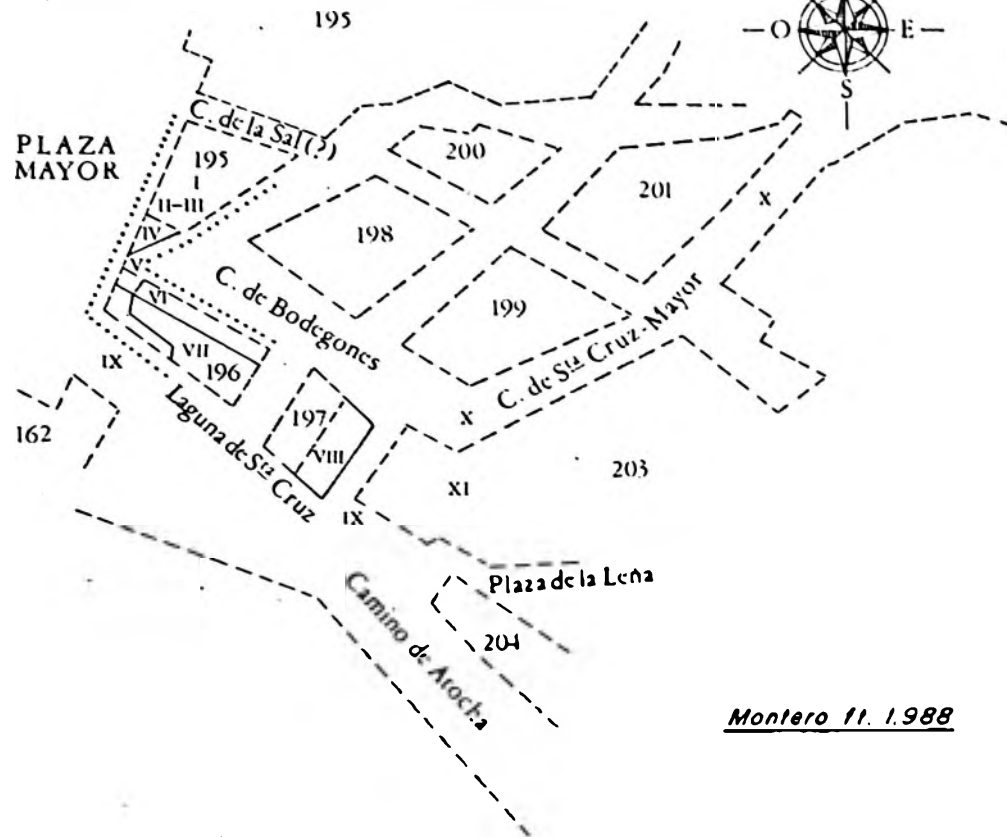 195
O E
S
C. de la Sal (?)
PLAZA
MAYOR
195
I
II-III
IV
V
VI
VII
196
200
201
198
199
X
C. de Bodegones
C. de Sta Cruz-Mayor
IX
162
Laguna de Sta Cruz
197
VIII
X
203
XI
IX
Plaza de la Leña
Camino de Atocha
204
Montero ft. 1.988